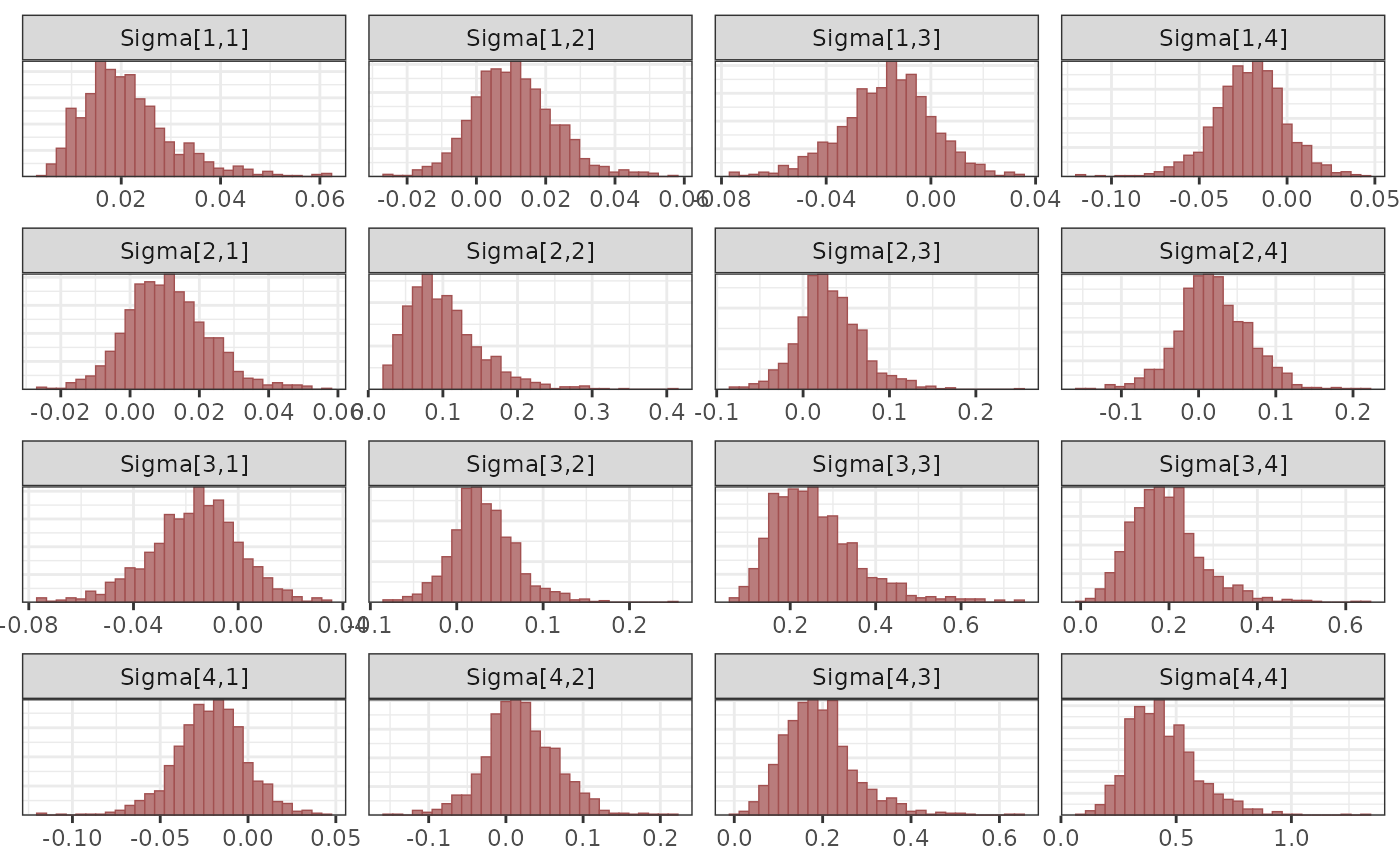 Sigma[1,1] Sigma[1,2] Sigma[1,3] Sigma[1,4]
0.02 0.04 0.06 -0.02 0.00 0.02 0.04 0.06 -0.08 -0.04 0.00 0.04 -0.10 -0.05 0.00 0.05
Sigma[2,1] Sigma[2,2] Sigma[2,3] Sigma[2,4]
-0.02 0.00 0.02 0.04 0.06 0.0 0.1 0.2 0.3 0.4 -0.1 0.0 0.1 0.2 -0.1 0.0 0.1 0.2
Sigma[3,1] Sigma[3,2] Sigma[3,3] Sigma[3,4]
-0.08 -0.04 0.00 0.04 -0.1 0.0 0.1 0.2 0.2 0.4 0.6 0.0 0.2 0.4 0.6
Sigma[4,1] Sigma[4,2] Sigma[4,3] Sigma[4,4]
-0.10 -0.05 0.00 0.05 -0.1 0.0 0.1 0.2 0.0 0.2 0.4 0.6 0.0 0.5 1.0